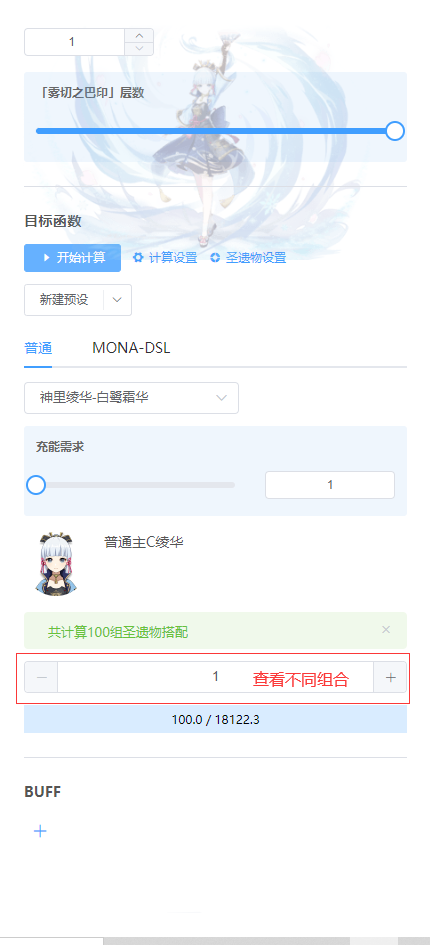 1
「雾切之巴印」层数
目标函数
开始计算 计算设置 圣遗物设置
新建预设
普通 MONA-DSL
神里绫华-白鹭霜华
充能需求
1
普通主C绫华
共计算100组圣遗物搭配
1 查看不同组合
100.0 / 18122.3
BUFF